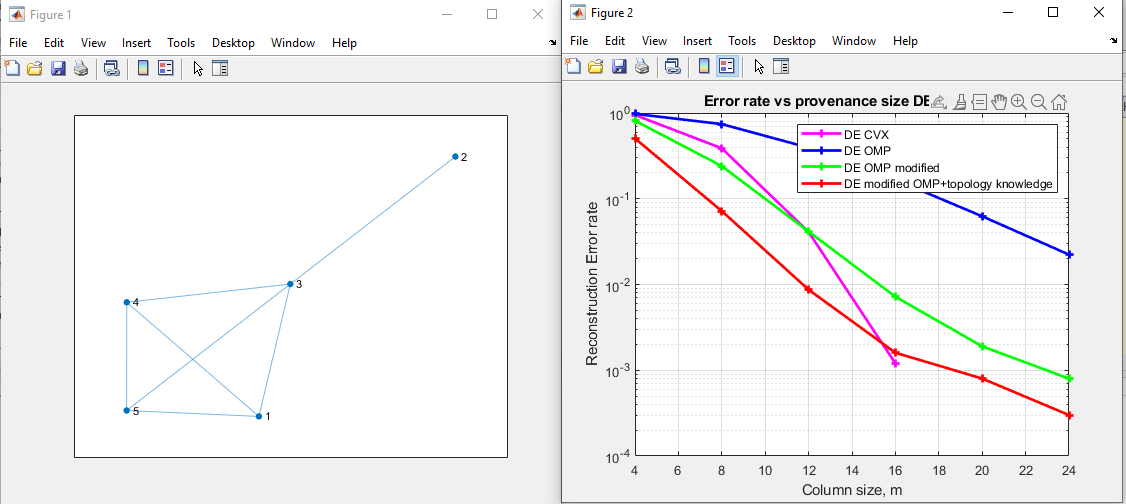 Figure 1
File Edit View Insert Tools Desktop Window Help
2
3
4
5
1
Figure 2
File Edit View Insert Tools Desktop Window Help
Error rate vs provenance size DE
DE CVX
DE OMP
DE OMP modified
DE modified OMP+topology knowledge
10^0
10^-1
10^-2
10^-3
10^-4
Reconstruction Error rate
4 6 8 10 12 14 16 18 20 22 24
Column size, m